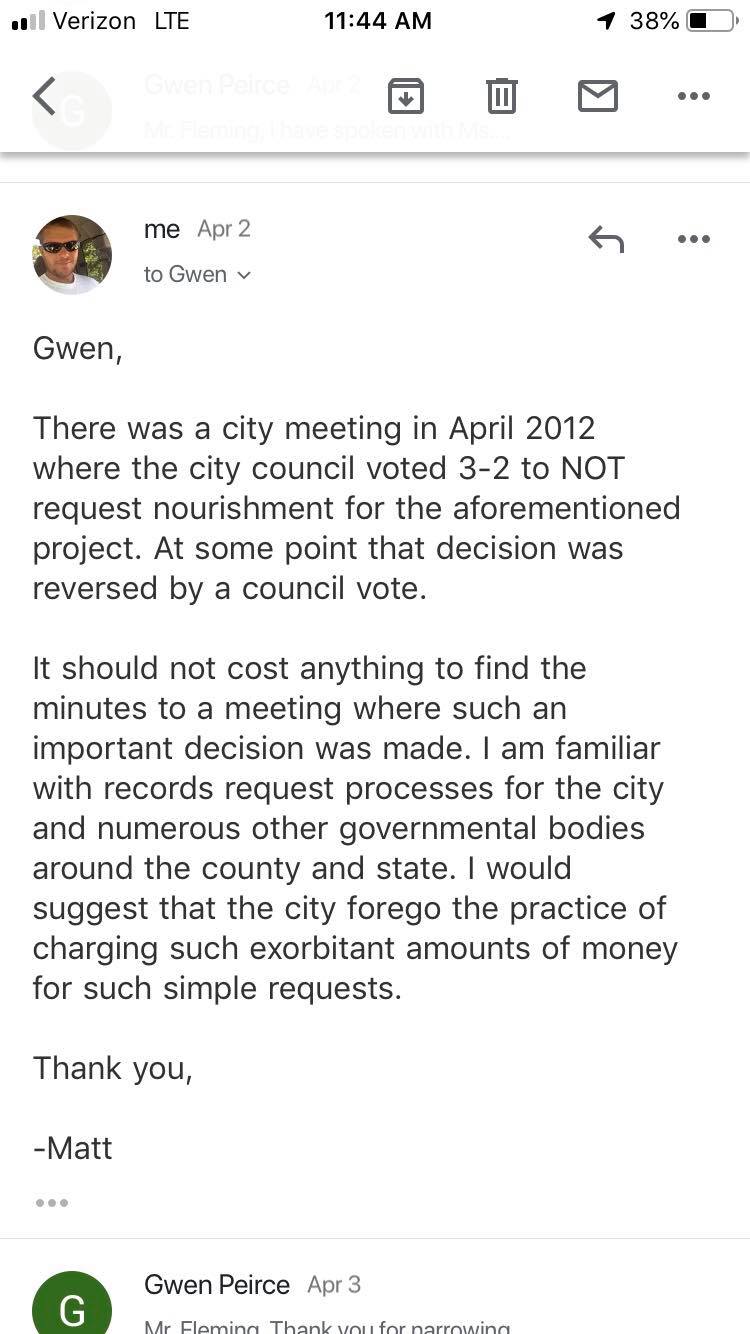 Verizon LTE 11:44 AM 38%
Gwen Peirce Apr 2
G
Mr. Fleming, I have spoken with Ms....
me Apr 2
to Gwen
Gwen,
There was a city meeting in April 2012
where the city council voted 3-2 to NOT
request nourishment for the aforementioned
project. At some point that decision was
reversed by a council vote.
It should not cost anything to find the
minutes to a meeting where such an
important decision was made. I am familiar
with records request processes for the city
and numerous other governmental bodies
around the county and state. I would
suggest that the city forego the practice of
charging such exorbitant amounts of money
for such simple requests.
Thank you,
-Matt
Gwen Peirce Apr 3
G
Mr. Fleming, Thank you for narrowing